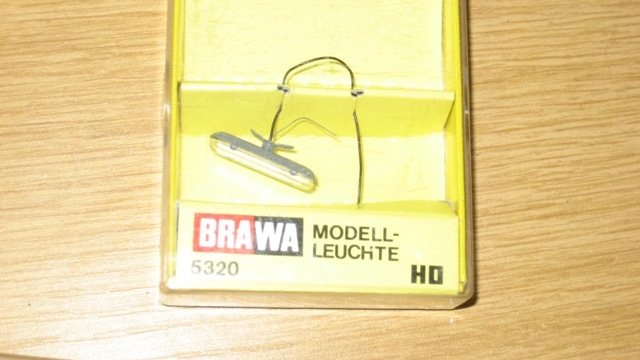 BRAWA
MODELL-
LEUCHTE
5320
H0